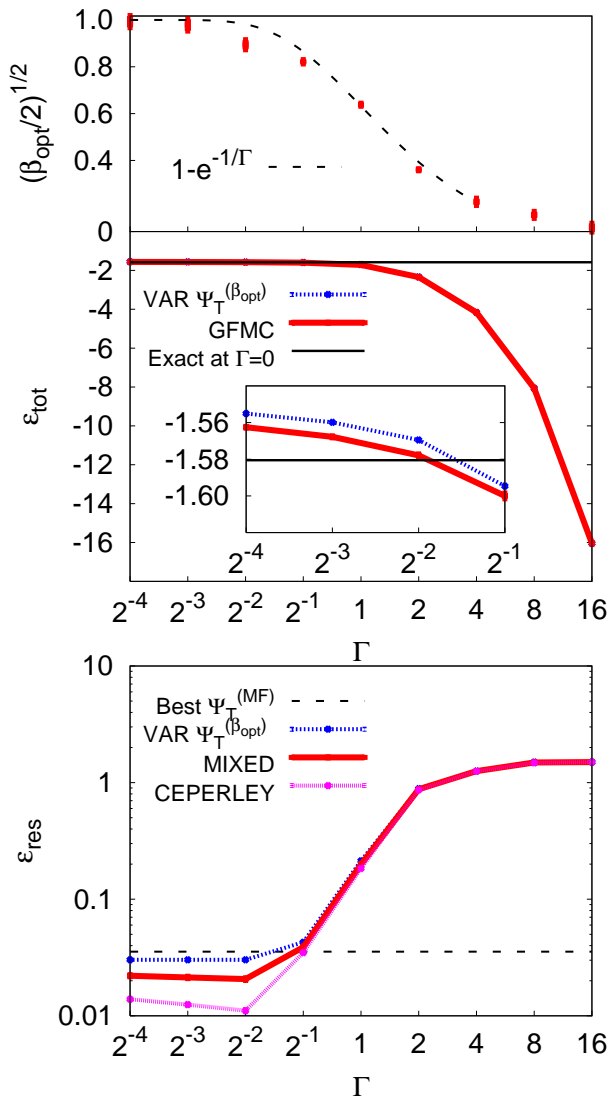 (β_opt/2)^1/2
1.0
0.8
0.6
0.4
0
1-e^-1/Γ
ε_tot
-2
-4
-6
-8
-10
-12
-14
-16
VAR Ψ_T^(β_opt)
GFMC
Exact at Γ=0
-1.56
-1.58
-1.60
2^-4 2^-3 2^-2 2^-1
2^-4 2^-3 2^-2 2^-1 1 2 4 8 16
Γ
ε_res
10
1
0.1
0.01
Best Ψ_T^(MF)
VAR Ψ_T^(β_opt)
MIXED
CEPERLEY
2^-4 2^-3 2^-2 2^-1 1 2 4 8 16
Γ